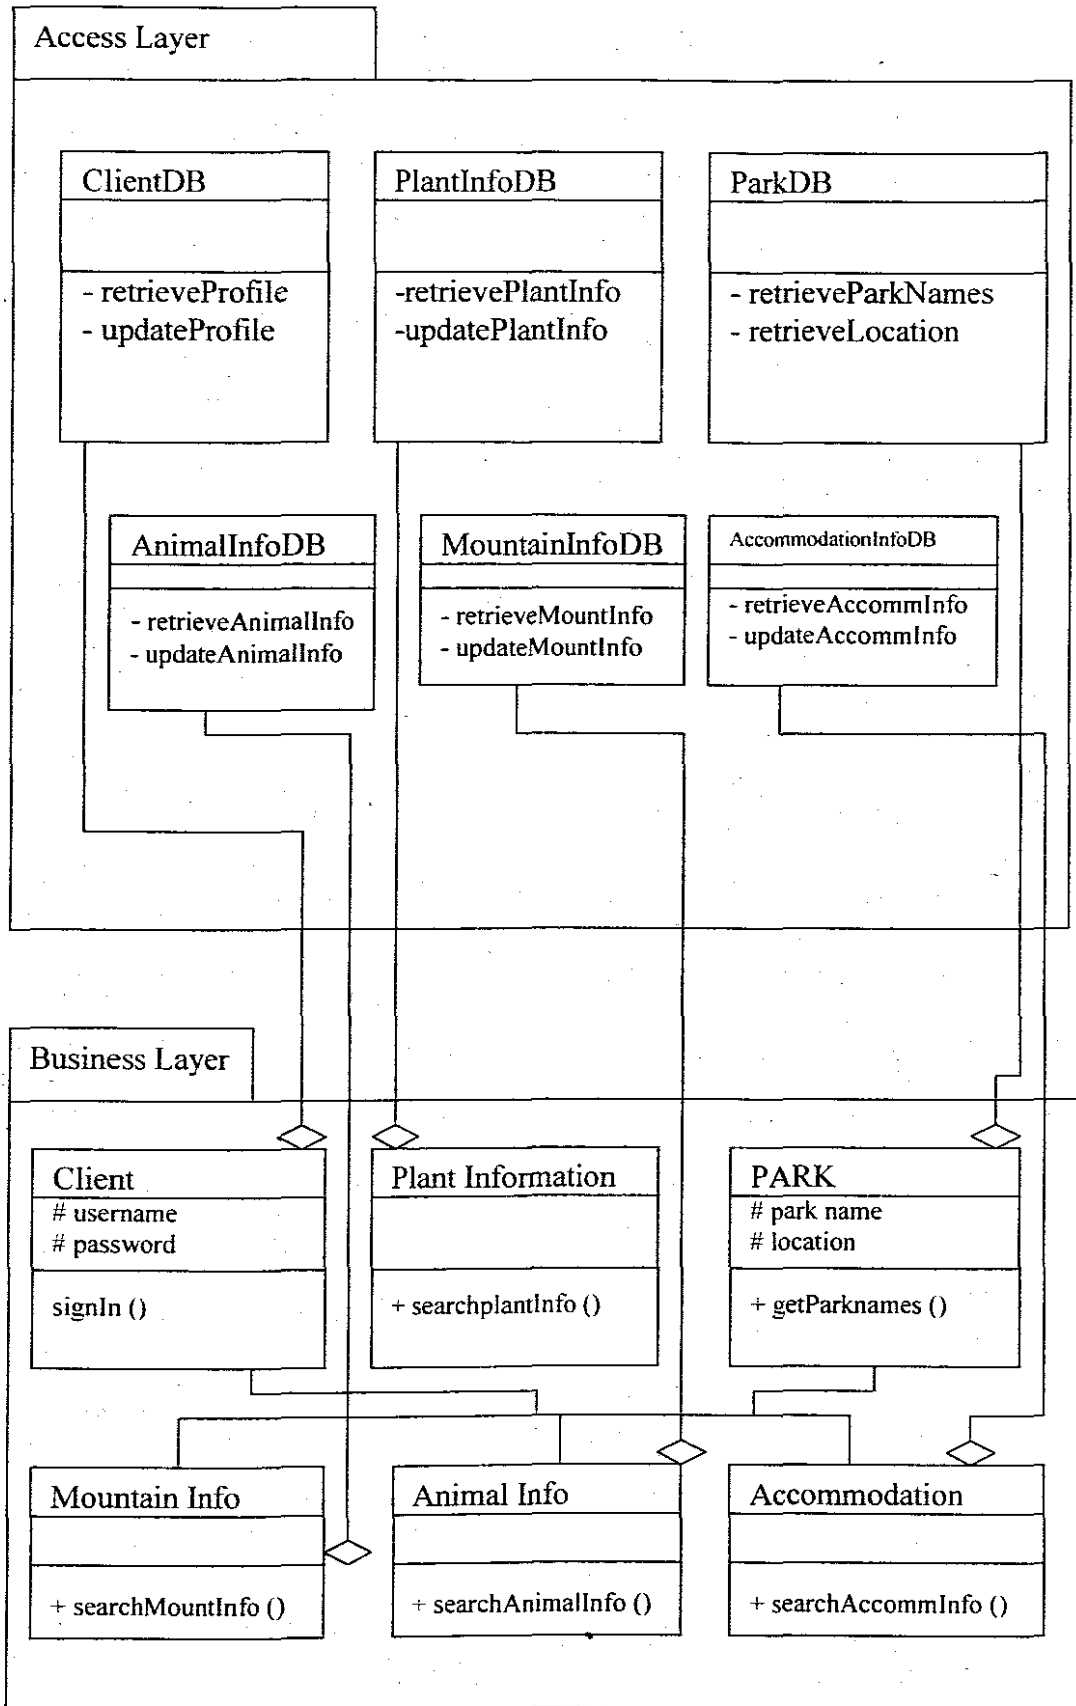 Access Layer
ClientDB
- retrieveProfile
- updateProfile
PlantInfoDB
-retrievePlantInfo
-updatePlantInfo
ParkDB
- retrieveParkNames
- retrieveLocation
AnimalInfoDB
- retrieveAnimalInfo
- updateAnimalInfo
MountainInfoDB
- retrieveMountInfo
- updateMountInfo
AccommodationInfoDB
- retrieveAccommInfo
- updateAccommInfo
Business Layer
Client
# username
# password
signIn ()
Plant Information
+ searchplantInfo ()
PARK
# park name
# location
+ getParknames ()
Mountain Info
+ searchMountInfo ()
Animal Info
+ searchAnimalInfo ()
Accommodation
+ searchAccommInfo ()